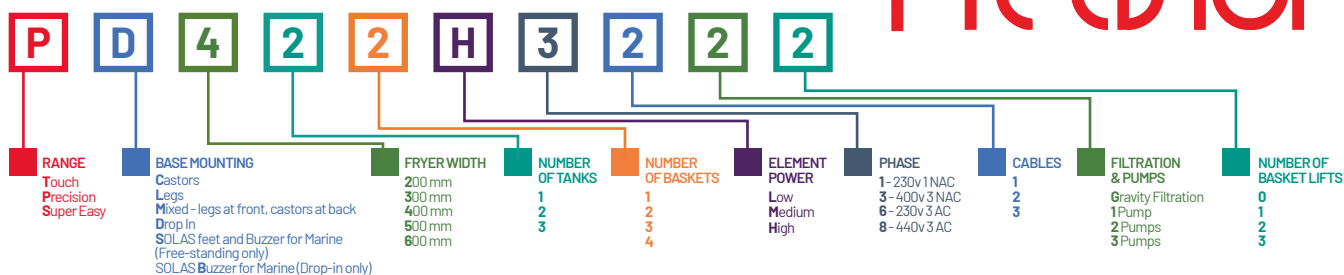 P D 4 2 2 H 3 2 2 2
RANGE
Touch
Precision
Super Easy
BASE MOUNTING
Castors
Legs
Mixed - legs at front, castors at back
Drop In
SOLAS feet and Buzzer for Marine
(Free-standing only)
SOLAS Buzzer for Marine (Drop-in only)
FRYER WIDTH
200 mm
300 mm
400 mm
500 mm
600 mm
NUMBER
OF TANKS
1
2
3
NUMBER
OF BASKETS
1
2
3
4
ELEMENT
POWER
Low
Medium
High
PHASE
1 - 230v 1 NAC
3 - 400v 3 NAC
6 - 230v 3 AC
8 - 440v 3 AC
CABLES
1
2
3
FILTRATION
& PUMPS
Gravity Filtration
1 Pump
2 Pumps
3 Pumps
NUMBER OF
BASKET LIFTS
0
1
2
3